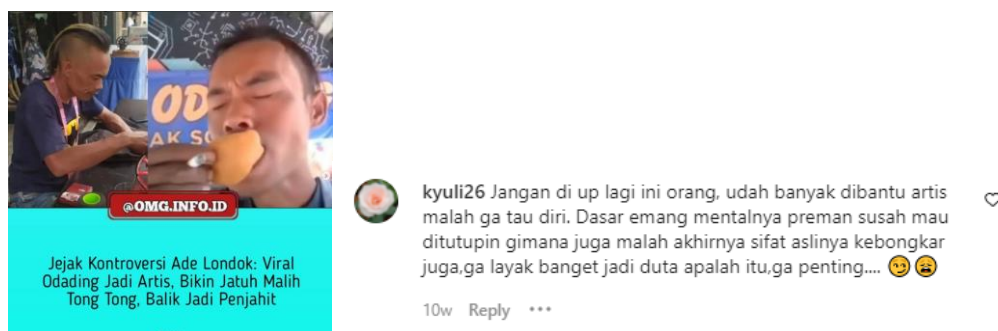 OD
AK SO
@OMG.INFO.ID
Jejak Kontroversi Ade Londok: Viral
Odading Jadi Artis, Bikin Jatuh Malih
Tong Tong, Balik Jadi Penjahit
kyuli26 Jangan di up lagi ini orang, udah banyak dibantu artis
malah ga tau diri. Dasar emang mentalnya preman susah mau
ditutupin gimana juga malah akhirnya sifat aslinya kebongkar
juga,ga layak banget jadi duta apalah itu,ga penting.... 😏😩
10w Reply •••